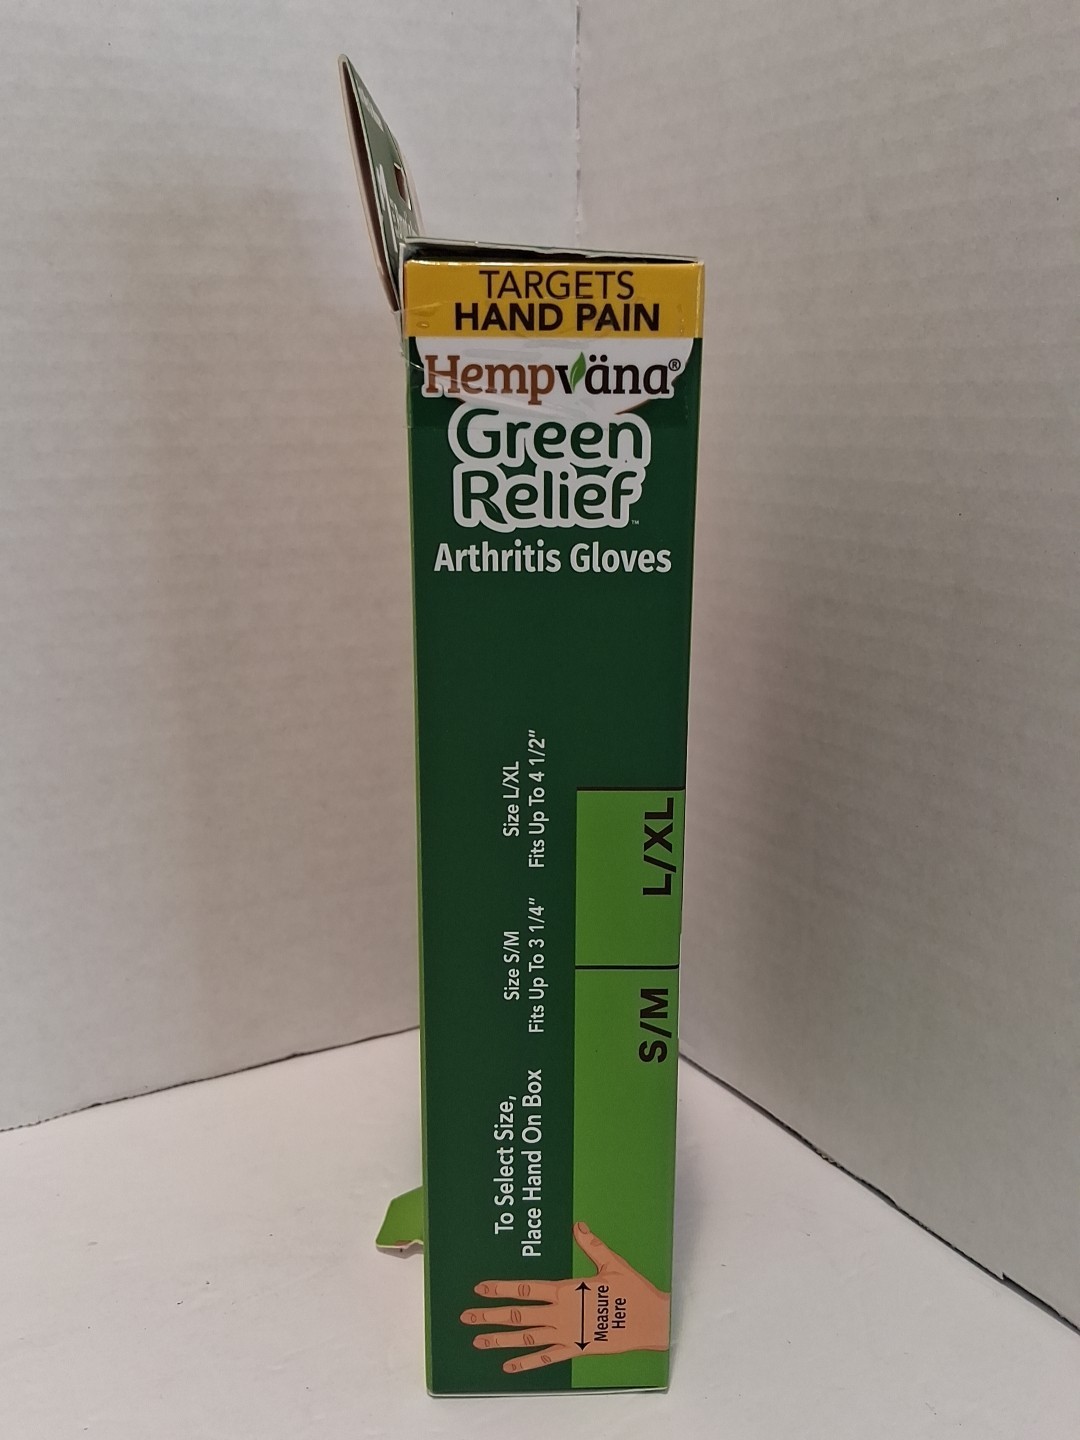 TARGETS
HAND PAIN
Hempväna®
Green
Relief™
Arthritis Gloves
To Select Size,
Place Hand On Box
Size S/M
Fits Up To 3 1/4"
Size L/XL
Fits Up To 4 1/2"
S/M
L/XL
Measure
Here